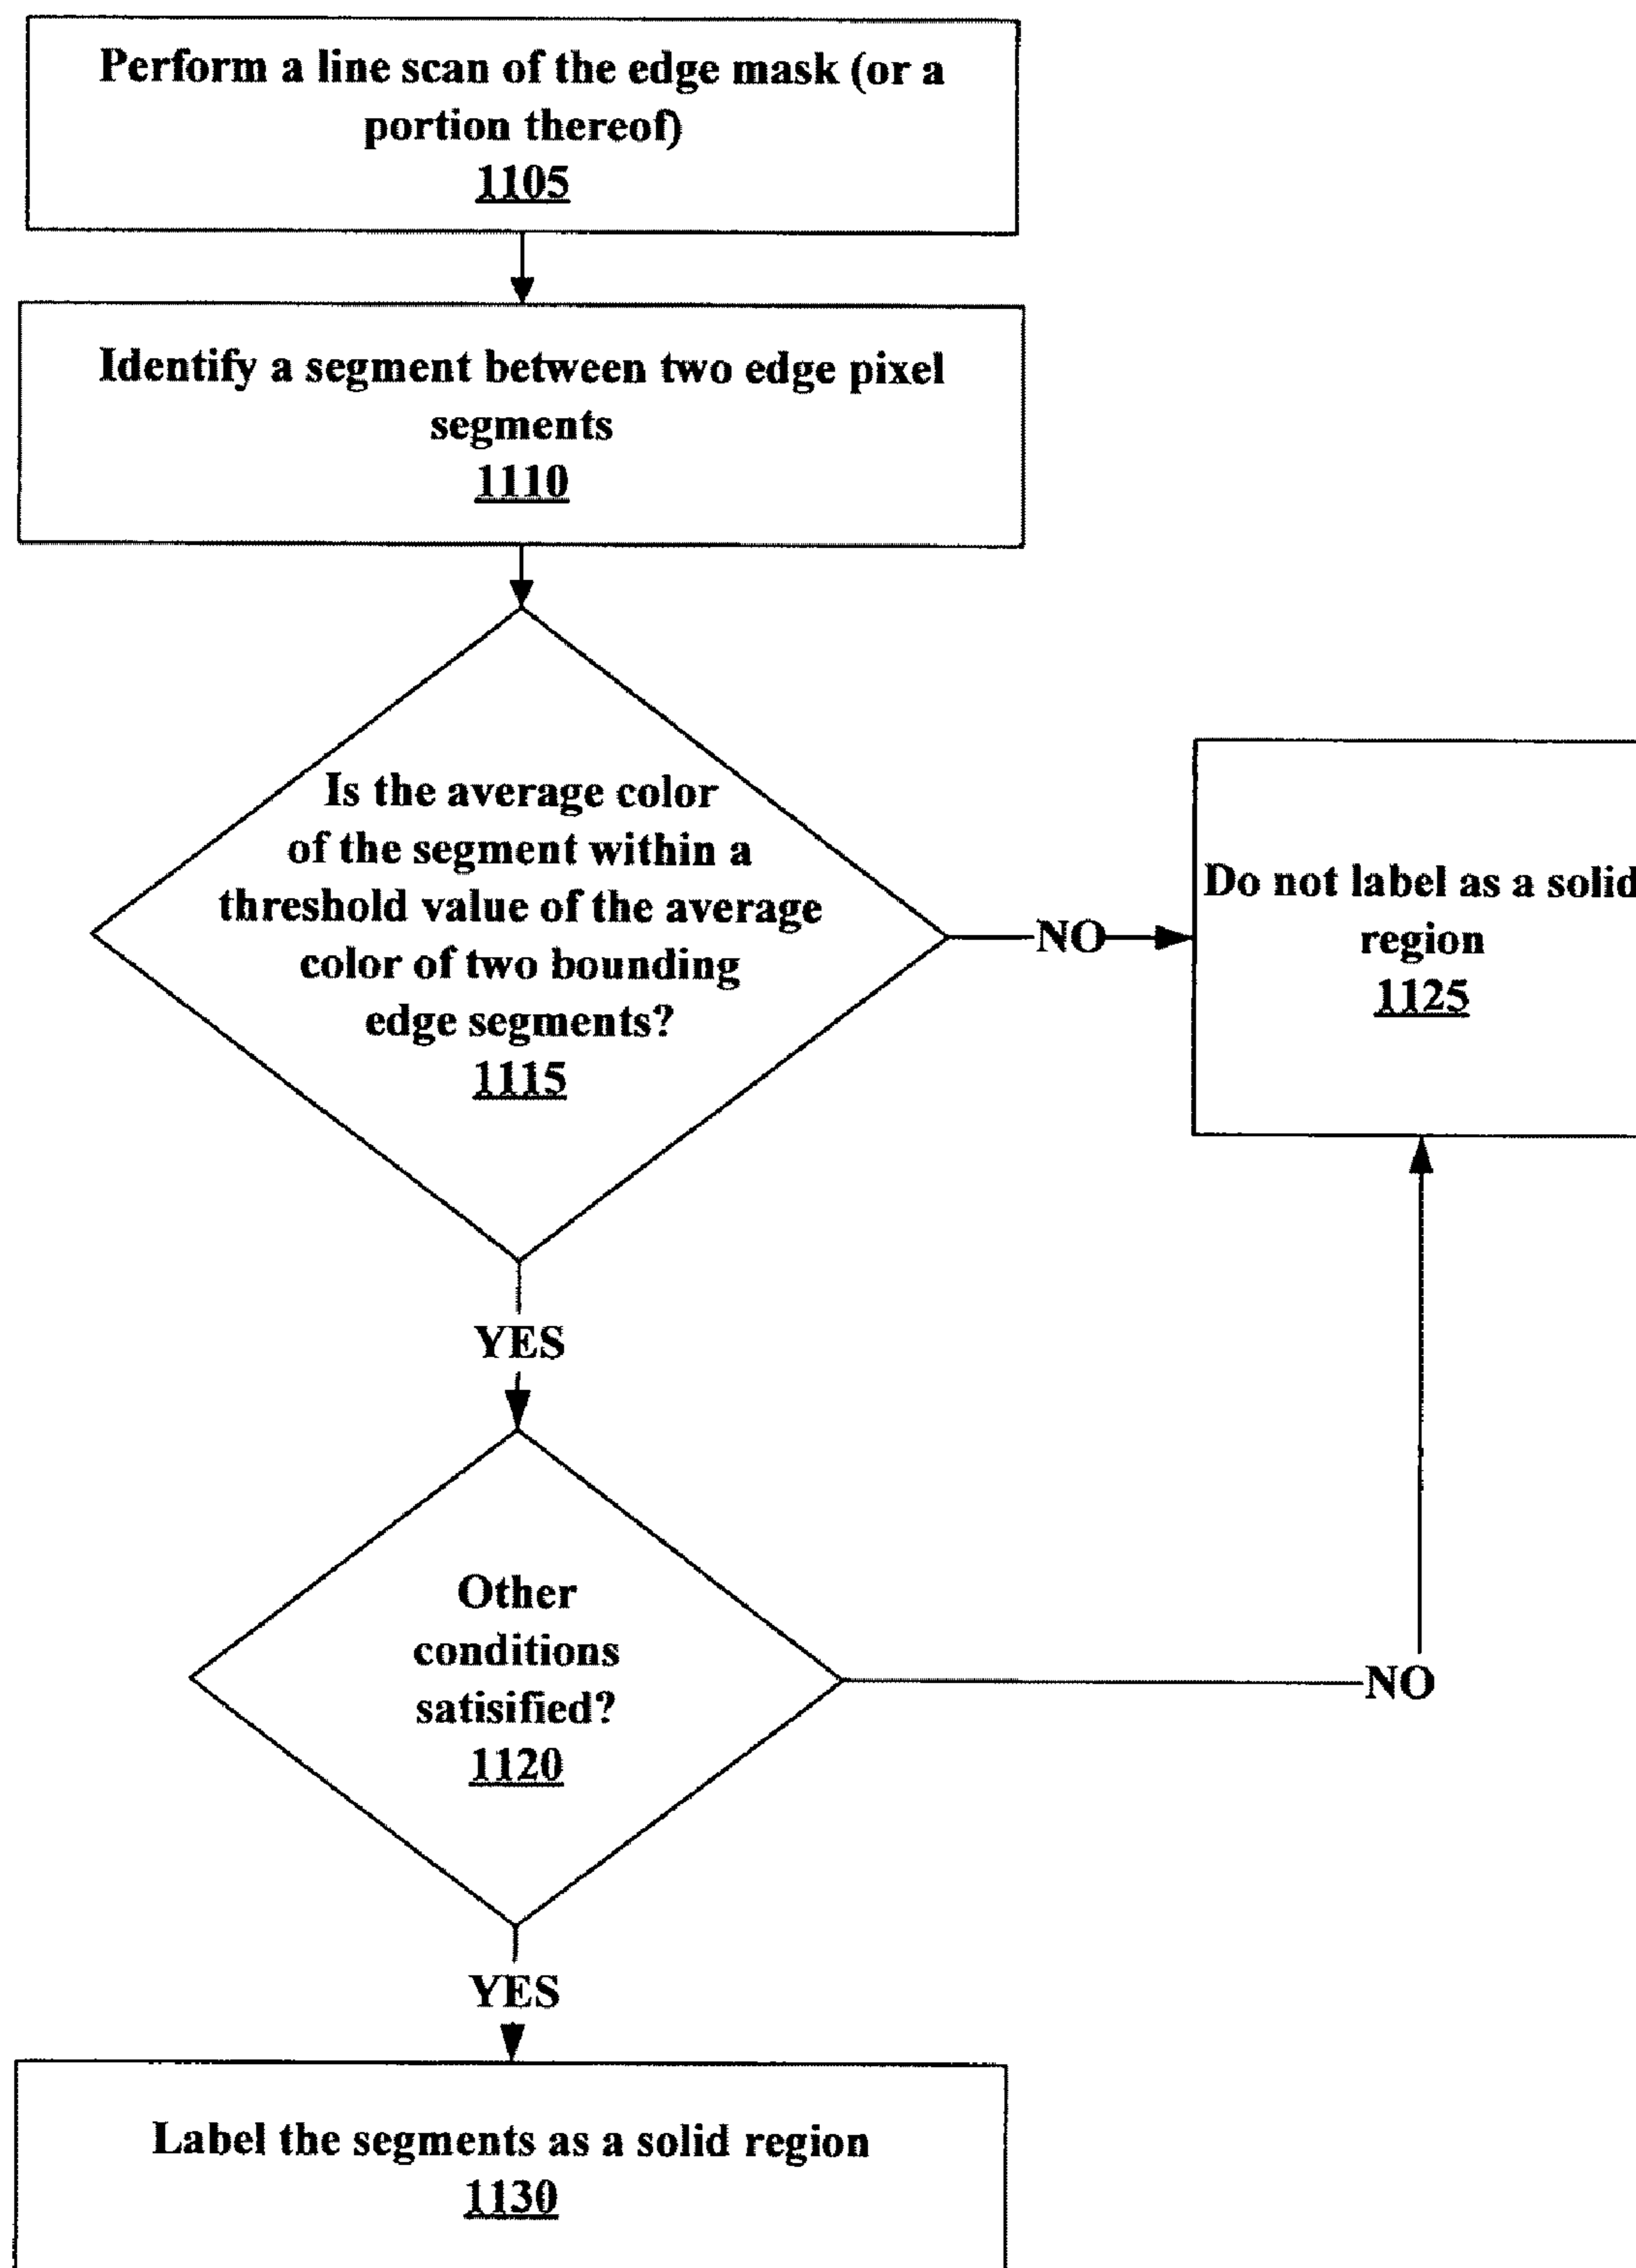 Perform a line scan of the edge mask (or a
portion thereof)
1105
Identify a segment between two edge pixel
segments
1110
Is the average color
of the segment within a
threshold value of the average
color of two bounding
edge segments?
1115
NO
Do not label as a solid
region
1125
YES
Other
conditions
satisified?
1120
NO
YES
Label the segments as a solid region
1130